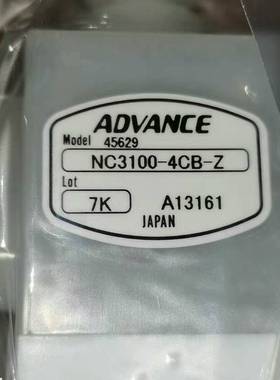 ADVANCE
Model 45629
NC3100-4CB-Z
Lot
7K A13161
JAPAN